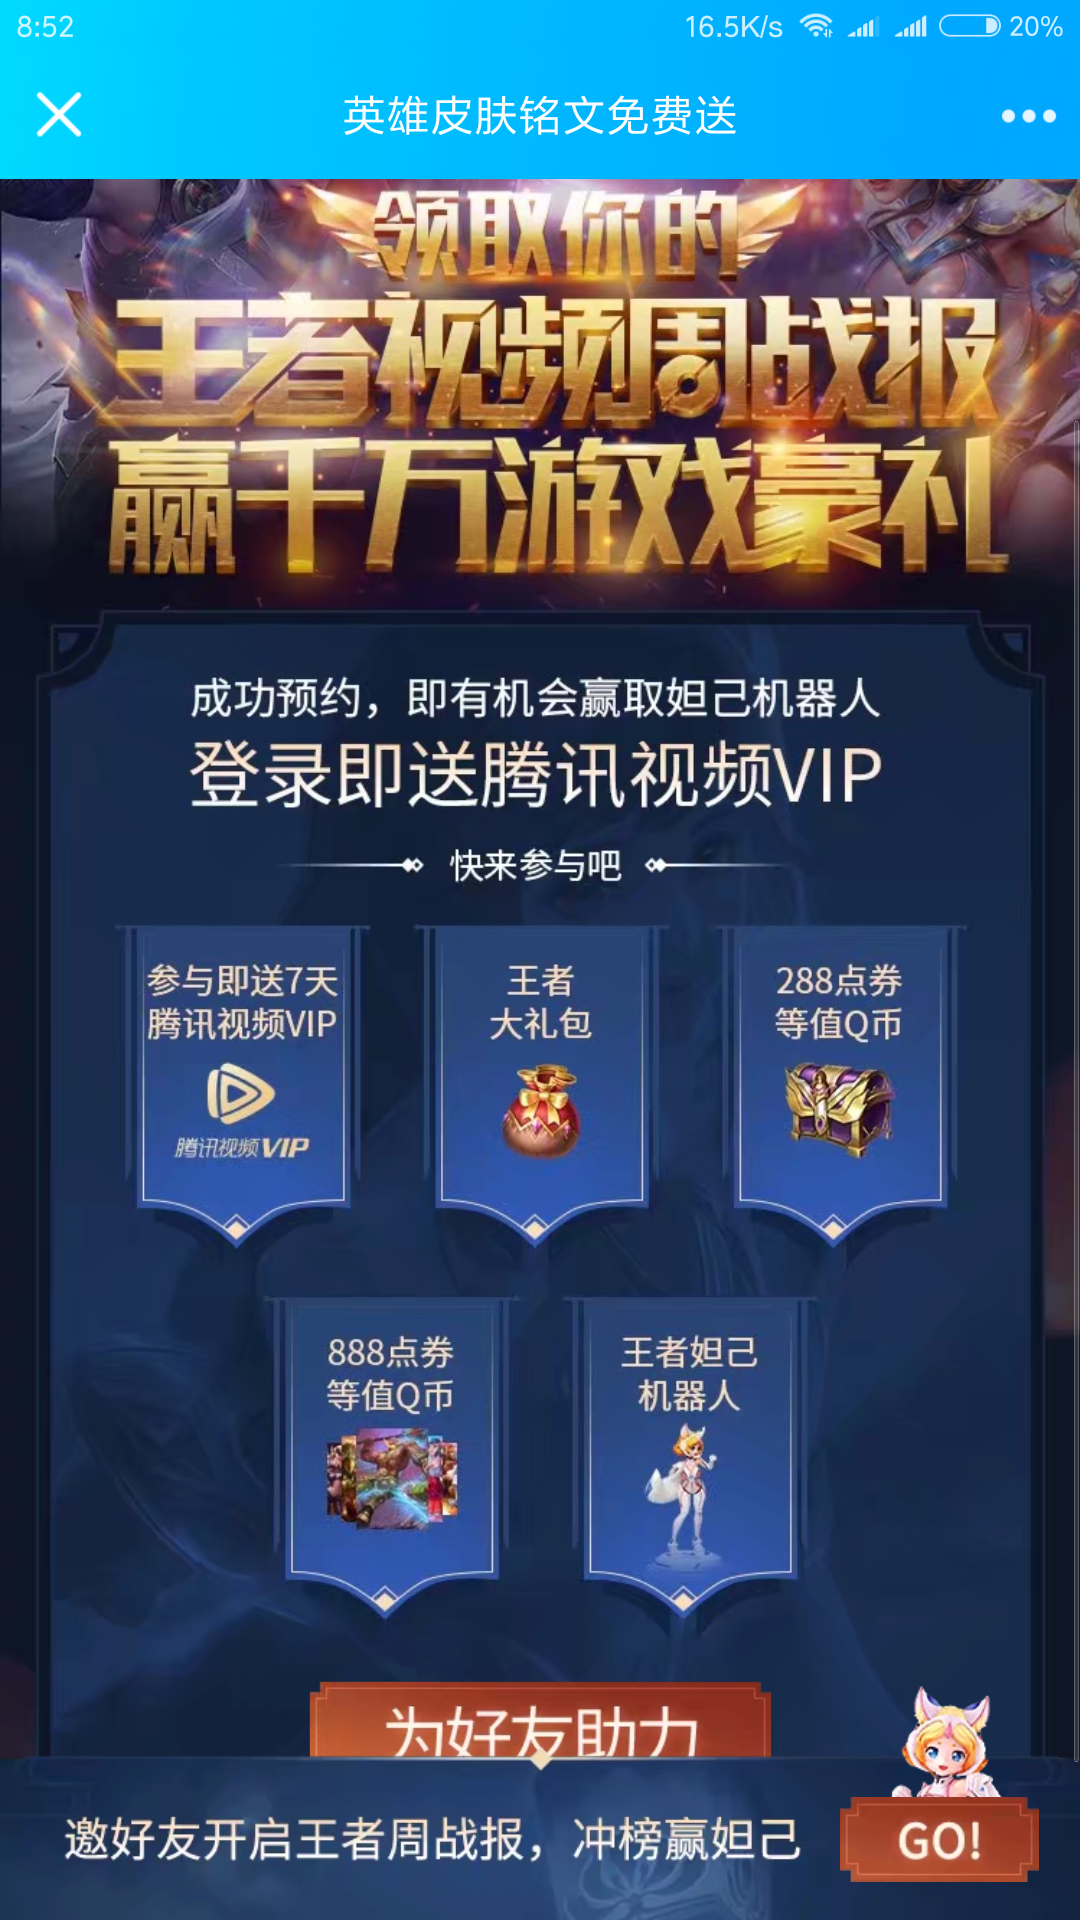 8:52
16.5K/s
20%
英雄皮肤铭文免费送
领取你的
王者视频周战报
赢千万游戏豪礼
成功预约，即有机会赢取妲己机器人
登录即送腾讯视频VIP
快来参与吧
参与即送7天
腾讯视频VIP
腾讯视频VIP
王者
大礼包
288点券
等值Q币
888点券
等值Q币
王者妲己
机器人
为好友助力
邀好友开启王者周战报，冲榜赢妲己
GO!